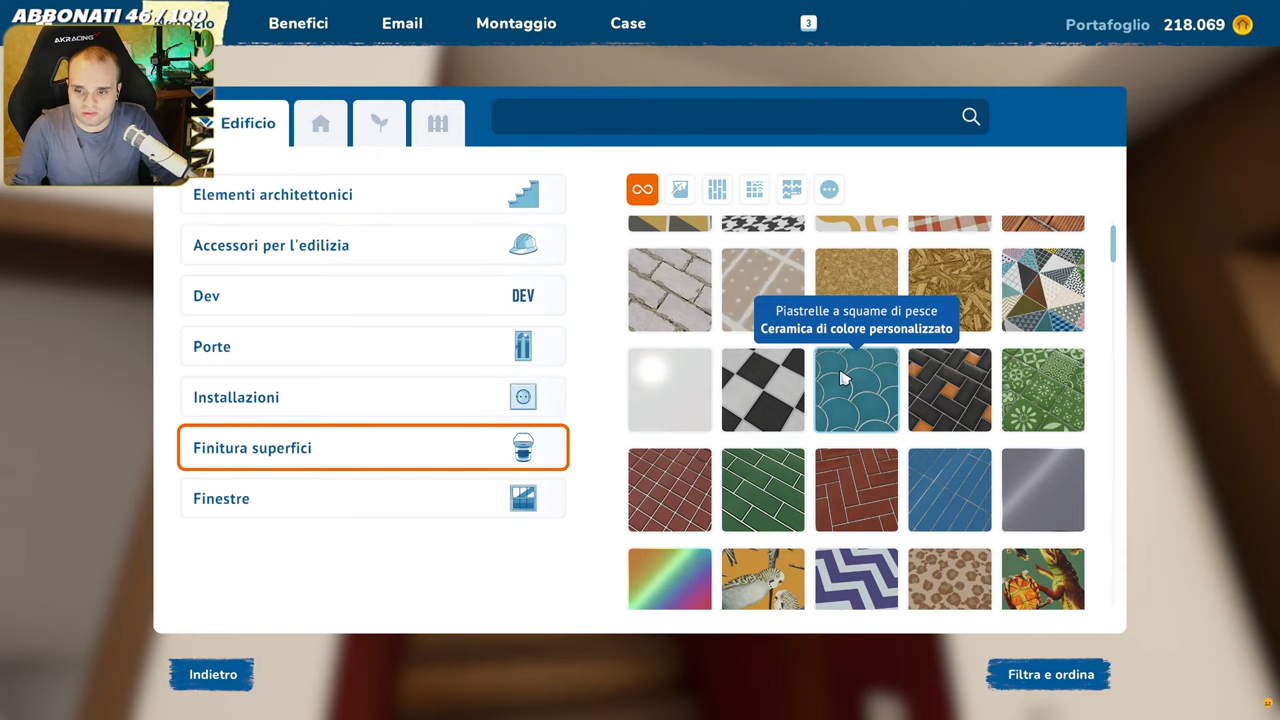 ABBONATI 46/100
Benefici
Email
Montaggio
Case
3
Portafoglio
218.069
AKRACING
Edificio
Elementi architettonici
Accessori per l'edilizia
Dev
DEV
Porte
Installazioni
Finitura superfici
Finestre
Piastrelle a squame di pesce
Ceramica di colore personalizzato
Indietro
Filtra e ordina